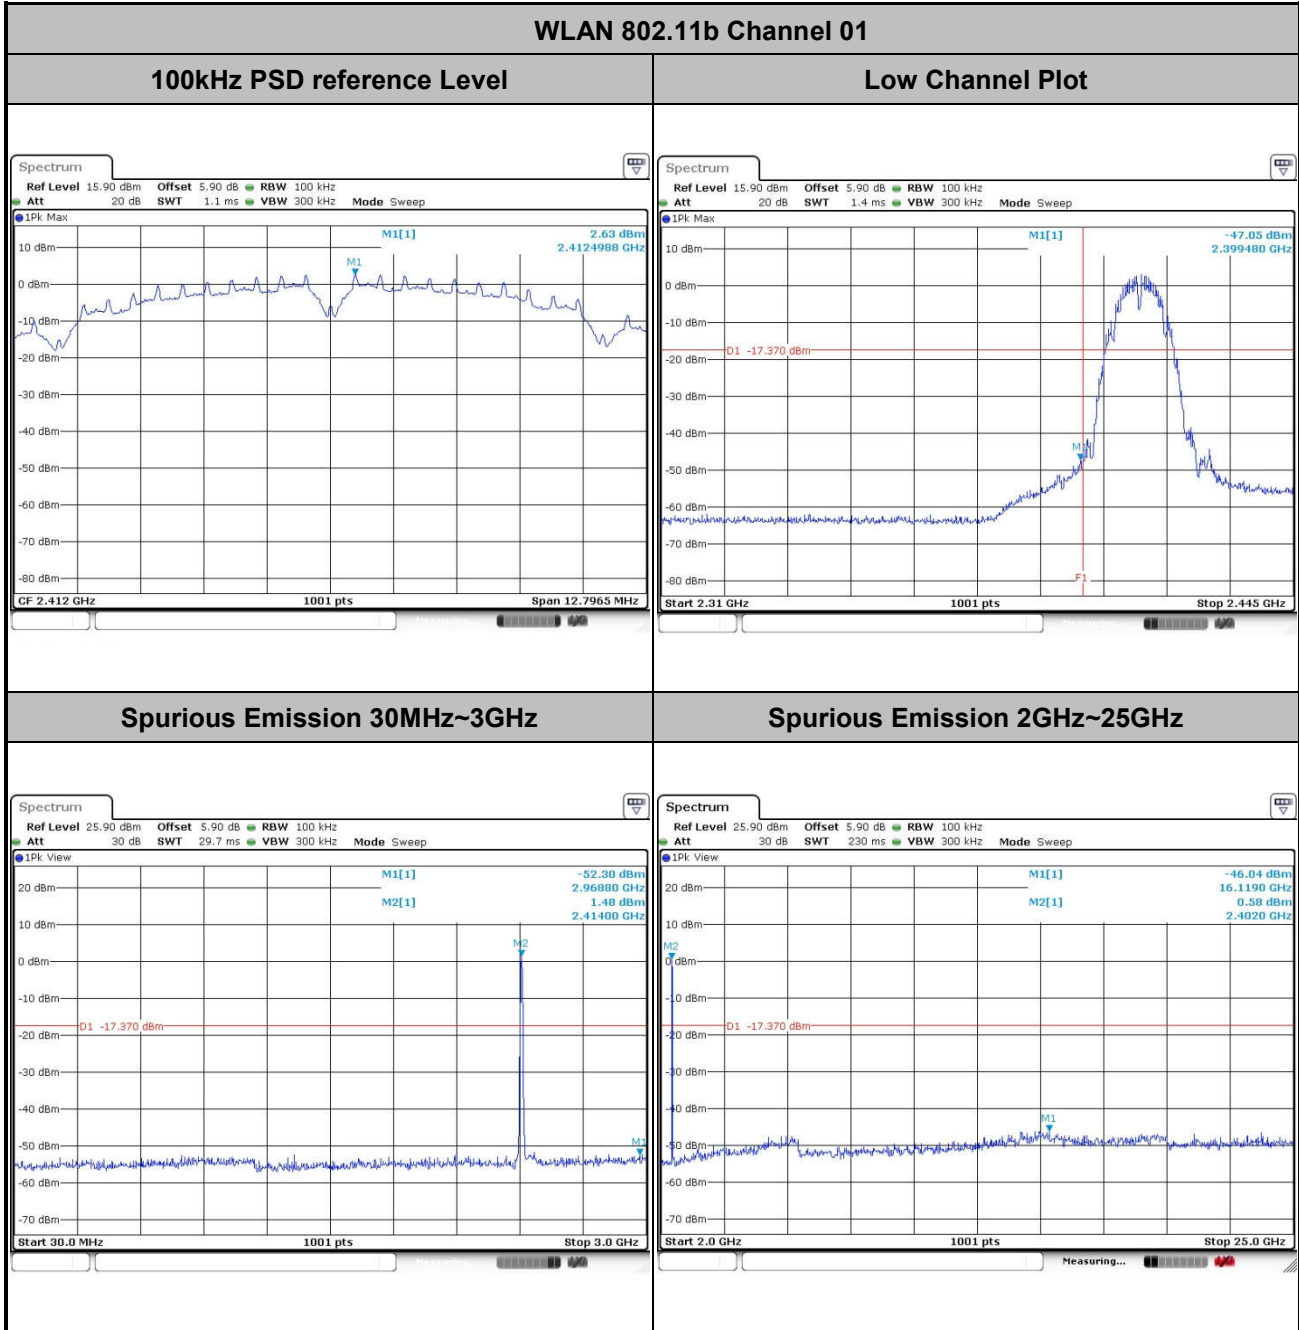 WLAN 802.11b Channel 01
100kHz PSD reference Level
Low Channel Plot
Spectrum
Ref Level 15.90 dBm Offset 5.90 dB RBW 100 kHz
Att 20 dB SWT 1.1 ms VBW 300 kHz Mode Sweep
1Pk Max
M1[1] 2.63 dBm
2.4124988 GHz
M1
10 dBm
0 dBm
-10 dBm
-20 dBm
-30 dBm
-40 dBm
-50 dBm
-60 dBm
-70 dBm
-80 dBm
CF 2.412 GHz 1001 pts Span 12.7965 MHz
Spectrum
Ref Level 15.90 dBm Offset 5.90 dB RBW 100 kHz
Att 20 dB SWT 1.4 ms VBW 300 kHz Mode Sweep
1Pk Max
M1[1] -47.05 dBm
2.399480 GHz
10 dBm
0 dBm
-10 dBm
D1 -17.370 dBm
-20 dBm
-30 dBm
-40 dBm
M1
-50 dBm
-60 dBm
-70 dBm
-80 dBm
F1
Start 2.31 GHz 1001 pts Stop 2.445 GHz
Spurious Emission 30MHz~3GHz
Spurious Emission 2GHz~25GHz
Spectrum
Ref Level 25.90 dBm Offset 5.90 dB RBW 100 kHz
Att 30 dB SWT 29.7 ms VBW 300 kHz Mode Sweep
1Pk View
M1[1] -52.30 dBm
2.96880 GHz
M2[1] 1.48 dBm
2.41400 GHz
20 dBm
10 dBm
M2
0 dBm
-10 dBm
D1 -17.370 dBm
-20 dBm
-30 dBm
-40 dBm
M1
-50 dBm
-60 dBm
-70 dBm
Start 30.0 MHz 1001 pts Stop 3.0 GHz
Spectrum
Ref Level 25.90 dBm Offset 5.90 dB RBW 100 kHz
Att 30 dB SWT 230 ms VBW 300 kHz Mode Sweep
1Pk View
M1[1] -46.04 dBm
16.1190 GHz
M2[1] 0.58 dBm
2.4020 GHz
20 dBm
10 dBm
M2
0 dBm
-10 dBm
D1 -17.370 dBm
-20 dBm
-30 dBm
-40 dBm
M1
-50 dBm
-60 dBm
-70 dBm
Start 2.0 GHz 1001 pts Stop 25.0 GHz
Measuring...